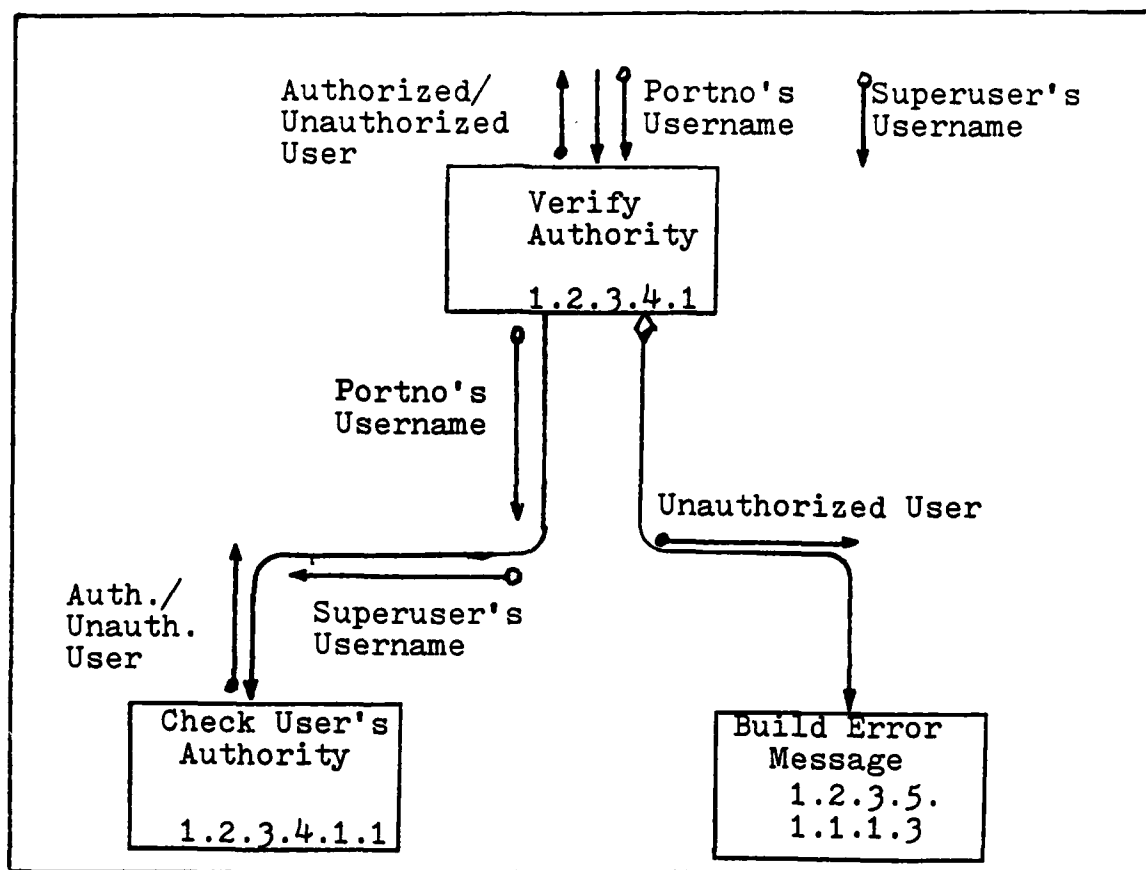 Authorized/
Unauthorized
User
Portno's
Username
Superuser's
Username
Verify
Authority
1.2.3.4.1
Portno's
Username
Unauthorized User
Auth./
Unauth.
User
Superuser's
Username
Check User's
Authority
1.2.3.4.1.1
Build Error
Message
1.2.3.5.
1.1.1.3